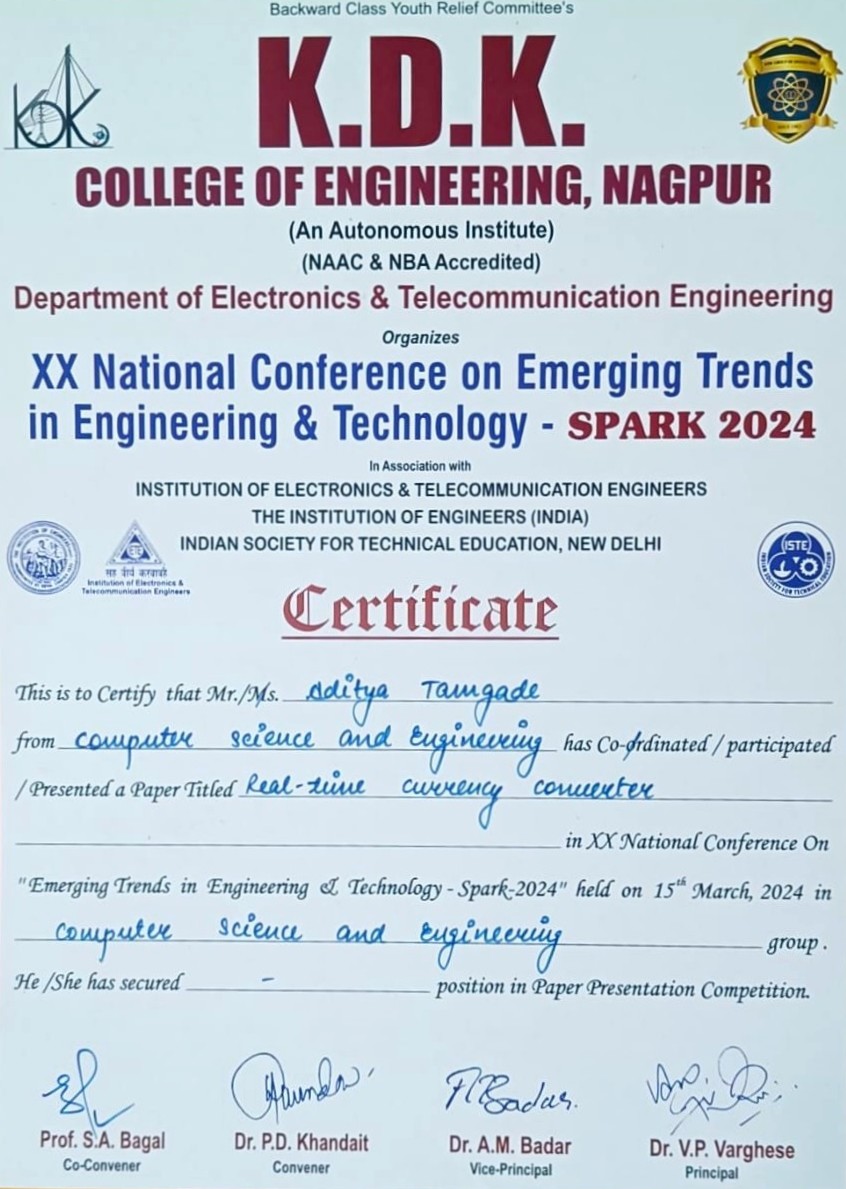 Backward Class Youth Relief Committee's
KDK
K.D.K.
COLLEGE OF ENGINEERING, NAGPUR
(An Autonomous Institute)
(NAAC & NBA Accredited)
Department of Electronics & Telecommunication Engineering
Organizes
XX National Conference on Emerging Trends
in Engineering & Technology - SPARK 2024
In Association with
INSTITUTION OF ELECTRONICS & TELECOMMUNICATION ENGINEERS
THE INSTITUTION OF ENGINEERS (INDIA)
INDIAN SOCIETY FOR TECHNICAL EDUCATION, NEW DELHI
Institution of Electronics &
Telecommunication Engineers
ISTE
INDIAN SOCIETY FOR TECHNICAL EDUCATION
Certificate
This is to Certify that Mr./Ms. Aditya Tamgade
from computer science and Engineering has Co-ordinated / participated
/ Presented a Paper Titled Real-time currency converter
in XX National Conference On
"Emerging Trends in Engineering & Technology - Spark-2024" held on 15th March, 2024 in
computer science and engineering group .
He /She has secured - position in Paper Presentation Competition.
Prof. S.A. Bagal Dr. P.D. Khandait Dr. A.M. Badar Dr. V.P. Varghese
Co-Convener Convener Vice-Principal Principal